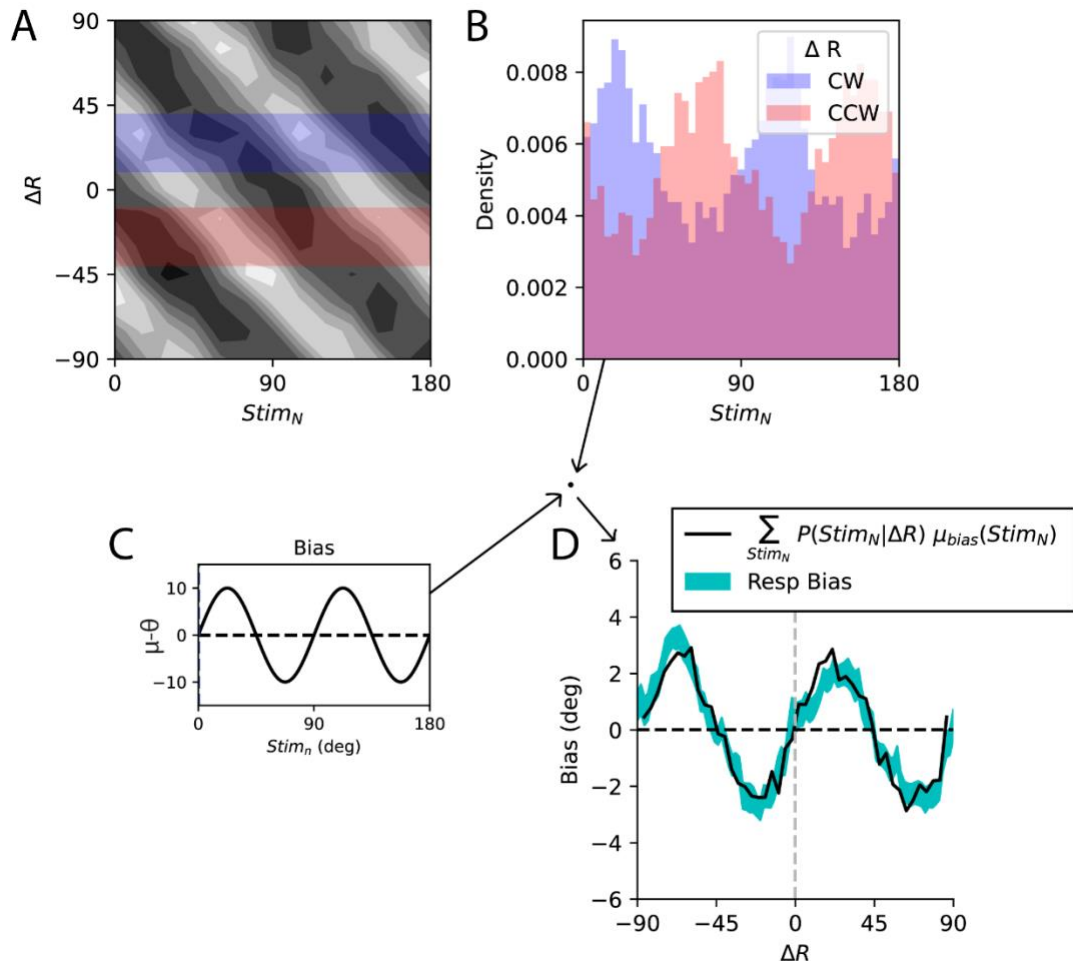 A
90
45
0
−45
−90
ΔR
0
90
180
Stim_N
B
Δ R
CW
CCW
0.008
0.006
0.004
0.002
0.000
Density
0
90
180
Stim_N
C
Bias
10
0
−10
μ-θ
0
90
180
Stim_n (deg)
D
∑ P(Stim_N|ΔR) μ_bias(Stim_N)
Stim_N
Resp Bias
6
4
2
0
−2
−4
−6
Bias (deg)
−90
−45
0
45
90
ΔR